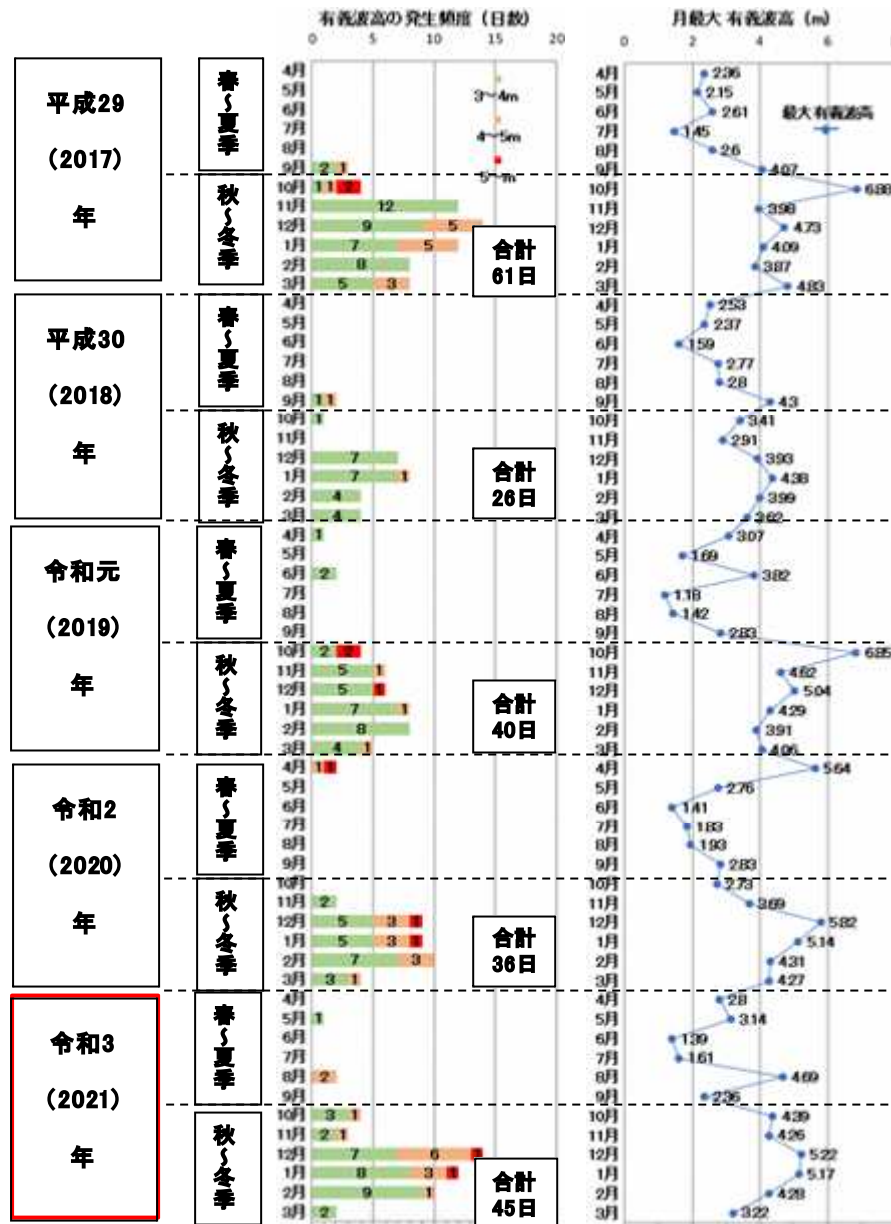 有義波高の発生頻度（日数）
0 5 10 15 20
3～4m
4～5m
5～m
月最大 有義波高（m）
0 2 4 6
最大有義波高
平成29
（2017）
年
春～夏季
4月 2.36
5月 2.15
6月 2.61
7月 1.45
8月 2.6
9月 2 1 4.07
秋～冬季
10月 1 1 2 6.88
11月 12 3.98
12月 9 5 4.73
1月 7 5 4.09
2月 8 3.87
3月 5 3 4.83
合計
61日
平成30
（2018）
年
春～夏季
4月 2.53
5月 2.37
6月 1.59
7月 2.77
8月 2.8
9月 1 1 4.3
秋～冬季
10月 1 3.41
11月 2.91
12月 7 3.93
1月 7 1 4.38
2月 4 3.99
3月 4 3.62
合計
26日
令和元
（2019）
年
春～夏季
4月 1 3.07
5月 1.69
6月 2 3.82
7月 1.18
8月 1.42
9月 2.83
秋～冬季
10月 2 2 6.85
11月 5 1 4.62
12月 5 1 5.04
1月 7 1 4.29
2月 8 3.91
3月 4 1 4.06
合計
40日
令和2
（2020）
年
春～夏季
4月 1 1 5.64
5月 2.76
6月 1.41
7月 1.83
8月 1.93
9月 2.83
秋～冬季
10月 2.73
11月 2 3.69
12月 5 3 1 5.82
1月 5 3 1 5.14
2月 7 3 4.31
3月 3 1 4.27
合計
36日
令和3
（2021）
年
春～夏季
4月 2.8
5月 1 3.14
6月 1.39
7月 1.61
8月 2 4.69
9月 2.36
秋～冬季
10月 3 1 4.39
11月 2 1 4.26
12月 7 6 1 5.22
1月 8 3 1 5.17
2月 9 1 4.28
3月 2 3.22
合計
45日